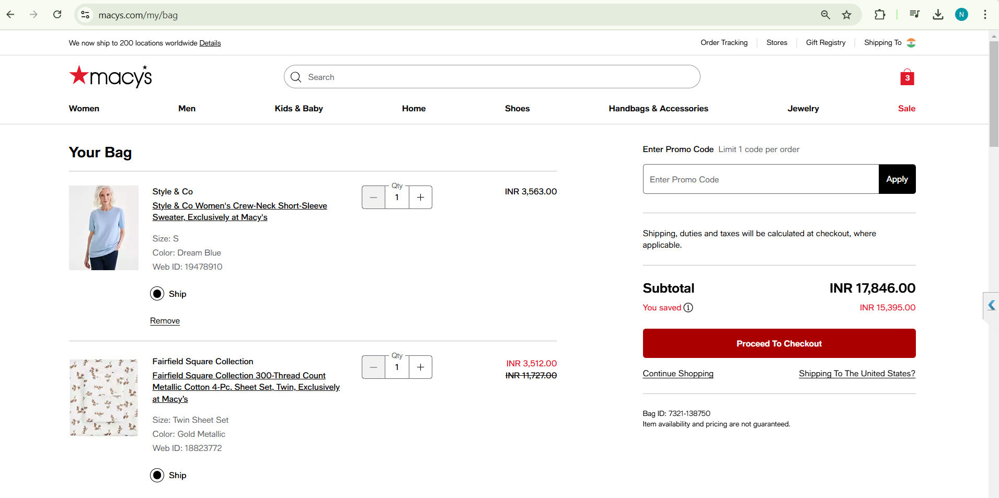 macys.com/my/bag
N
We now ship to 200 locations worldwide Details
Order Tracking
Stores
Gift Registry
Shipping To
macy's
Search
3
Women
Men
Kids & Baby
Home
Shoes
Handbags & Accessories
Jewelry
Sale
Your Bag
Style & Co
Style & Co Women's Crew-Neck Short-Sleeve
Sweater, Exclusively at Macy's
Size: S
Color: Dream Blue
Web ID: 19478910
Ship
Remove
Qty
1
INR 3,563.00
Fairfield Square Collection
Fairfield Square Collection 300-Thread Count
Metallic Cotton 4-Pc. Sheet Set, Twin, Exclusively
at Macy’s
Size: Twin Sheet Set
Color: Gold Metallic
Web ID: 18823772
Ship
Qty
1
INR 3,512.00
INR 11,727.00
Enter Promo Code Limit 1 code per order
Enter Promo Code
Apply
Shipping, duties and taxes will be calculated at checkout, where
applicable.
Subtotal INR 17,846.00
You saved INR 15,395.00
Proceed To Checkout
Continue Shopping
Shipping To The United States?
Bag ID: 7321-138750
Item availability and pricing are not guaranteed.